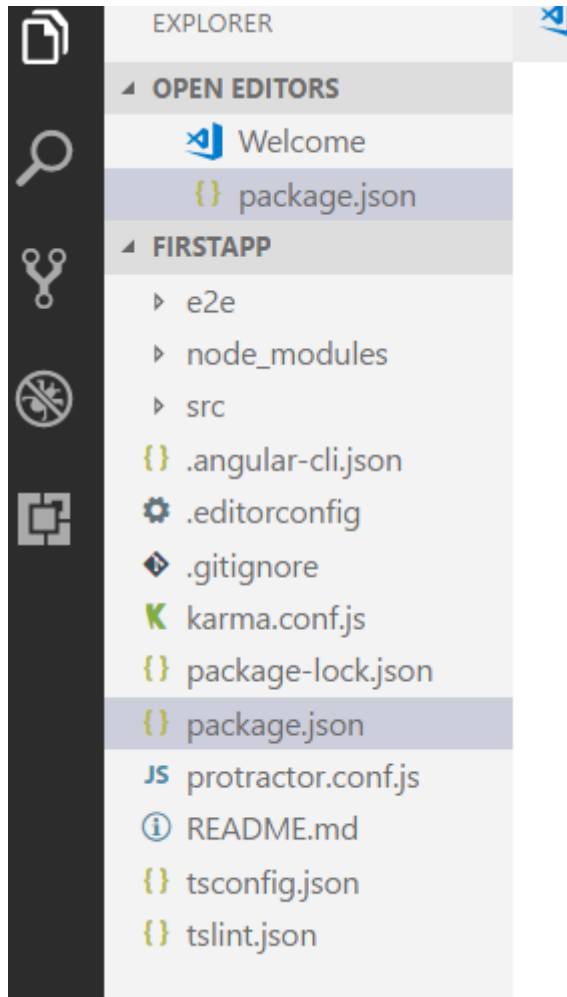 EXPLORER
OPEN EDITORS
Welcome
{} package.json
FIRSTAPP
e2e
node_modules
src
{} .angular-cli.json
.editorconfig
.gitignore
K karma.conf.js
{} package-lock.json
{} package.json
JS protractor.conf.js
README.md
{} tsconfig.json
{} tslint.json